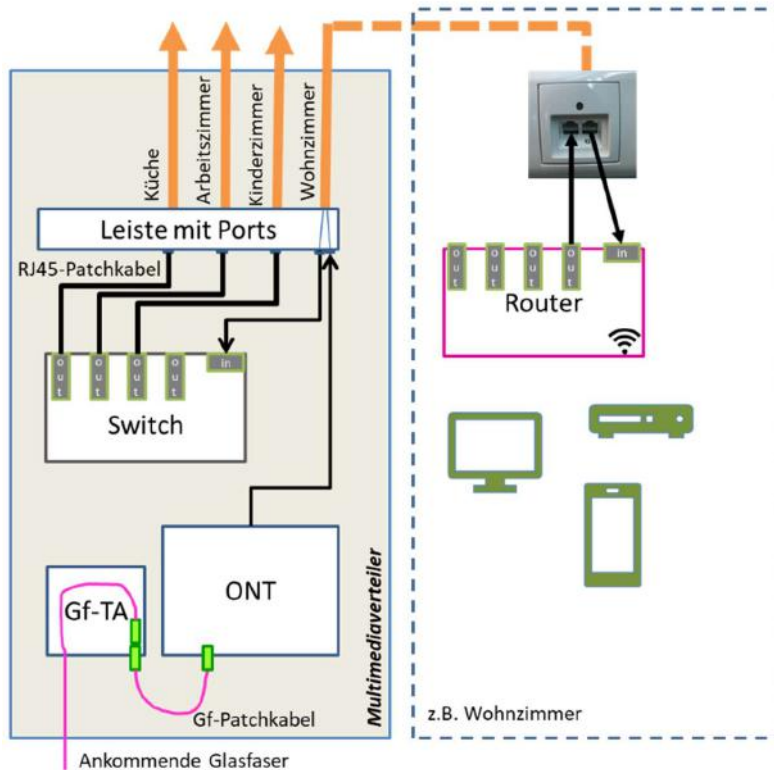 Küche
Arbeitszimmer
Kinderzimmer
Wohnzimmer
Leiste mit Ports
RJ45-Patchkabel
out
out
out
out
in
Switch
out
out
out
out
in
Router
ONT
Gf-TA
Gf-Patchkabel
Multimediaverteiler
z.B. Wohnzimmer
Ankommende Glasfaser